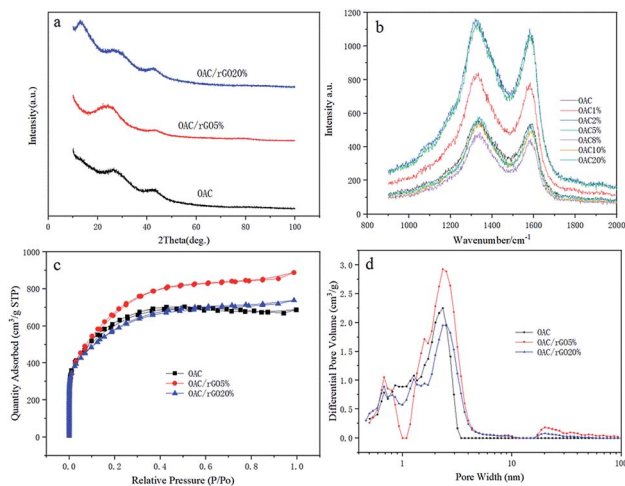 a
OAC/rGO20%
OAC/rGO5%
OAC
Intensity(a.u.)
20 40 60 80 100
2Theta(deg.)
b
1200
1000
800
600
400
200
0
Intensity a.u.
OAC
OAC1%
OAC2%
OAC5%
OAC8%
OAC10%
OAC20%
800 1000 1200 1400 1600 1800 2000
Wavenumber/cm⁻¹
c
1000
900
800
700
600
500
400
300
200
100
0
Quantity Adsorbed (cm³/g STP)
OAC
OAC/rGO5%
OAC/rGO20%
0.0 0.2 0.4 0.6 0.8 1.0
Relative Pressure (P/Po)
d
3.0
2.5
2.0
1.5
1.0
0.5
0.0
Differential Pore Volume (cm³/g)
OAC
OAC/rGO5%
OAC/rGO20%
1 10 100
Pore Width (nm)